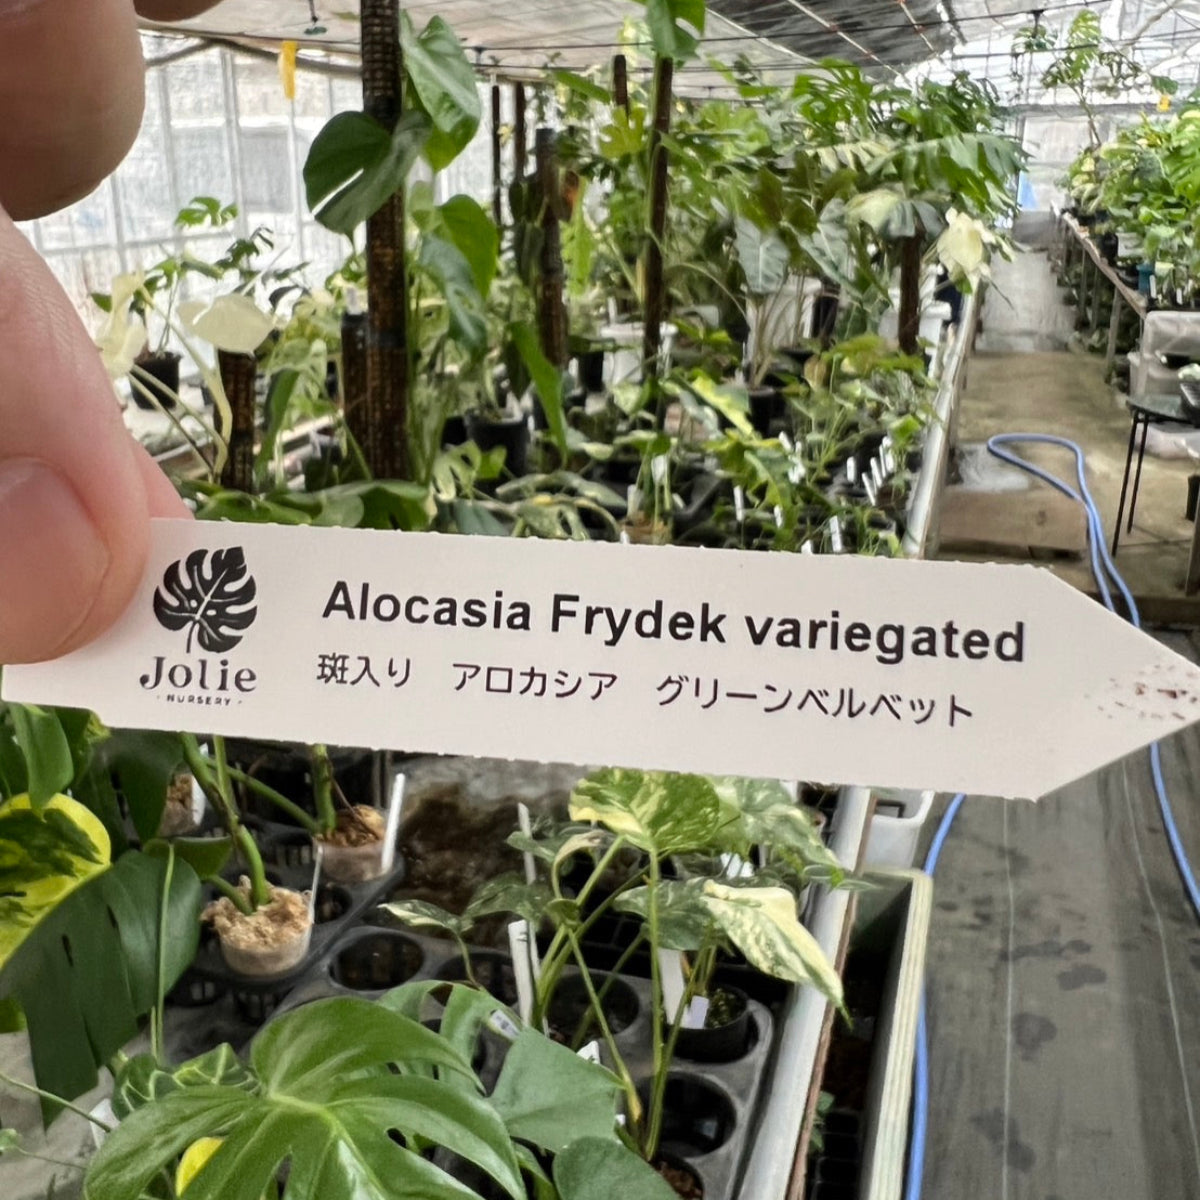 Alocasia Frydek variegated
斑入り　アロカシア　グリーンベルベット
Jolie
· NURSERY ·